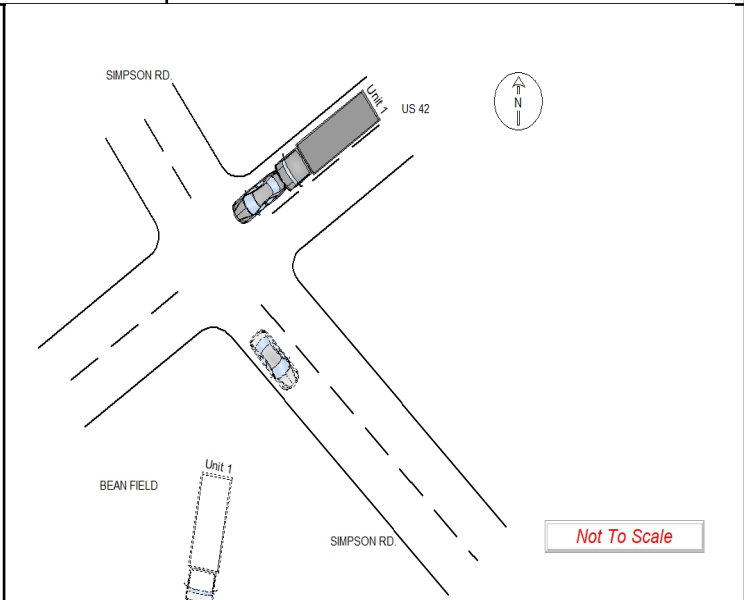 SIMPSON RD.
Unit 1
US 42
N
Unit 1
BEAN FIELD
SIMPSON RD.
Not To Scale